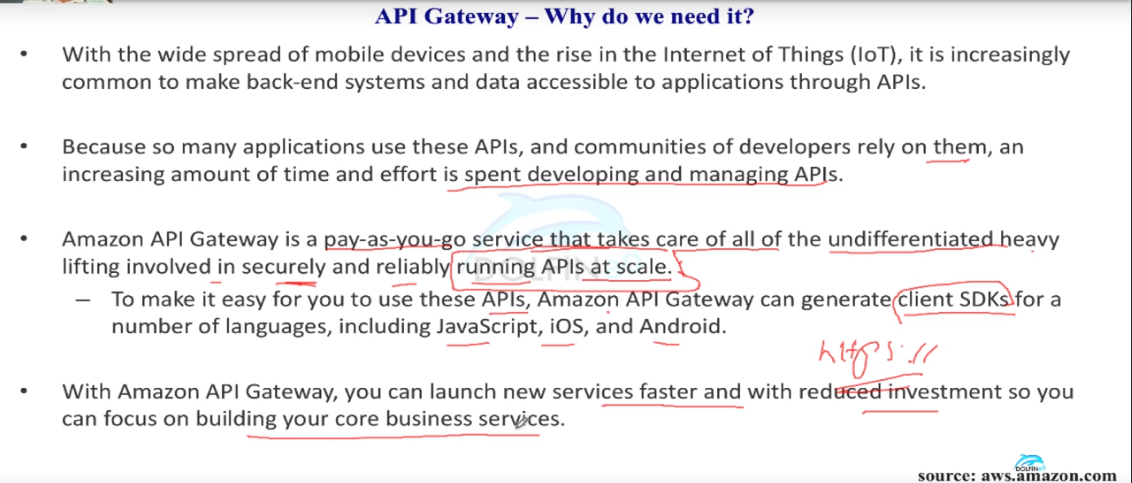 API Gateway – Why do we need it?
• With the wide spread of mobile devices and the rise in the Internet of Things (IoT), it is increasingly
common to make back-end systems and data accessible to applications through APIs.
• Because so many applications use these APIs, and communities of developers rely on them, an
increasing amount of time and effort is spent developing and managing APIs.
• Amazon API Gateway is a pay-as-you-go service that takes care of all of the undifferentiated heavy
lifting involved in securely and reliably running APIs at scale.
– To make it easy for you to use these APIs, Amazon API Gateway can generate client SDKs for a
number of languages, including JavaScript, iOS, and Android.
https://
• With Amazon API Gateway, you can launch new services faster and with reduced investment so you
can focus on building your core business services.
DOLFIN
DOLFIN
source: aws.amazon.com